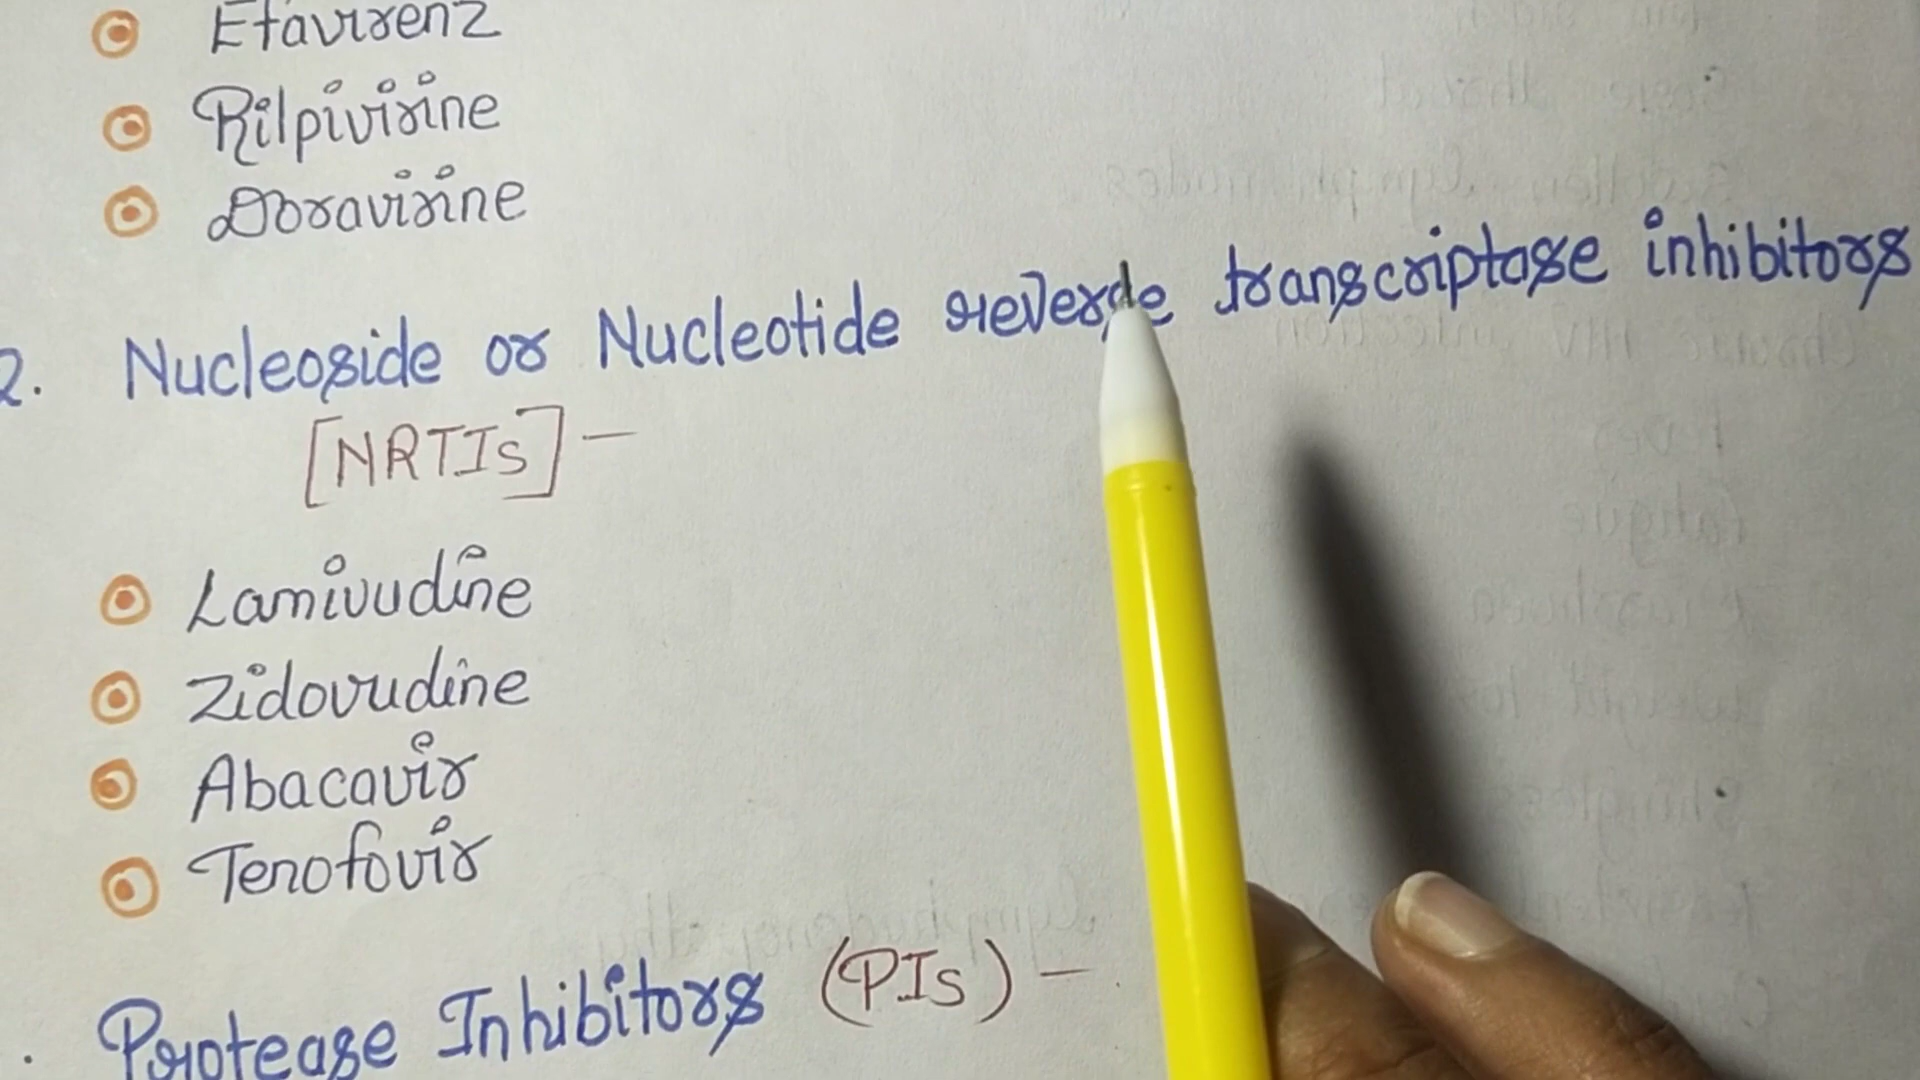 Efavirenz
Rilpivirine
Doravirine
2. Nucleoside or Nucleotide reverse transcriptase inhibitors
[NRTIs] -
Lamivudine
Zidovudine
Abacavir
Tenofovir
Protease Inhibitors (PIs) -